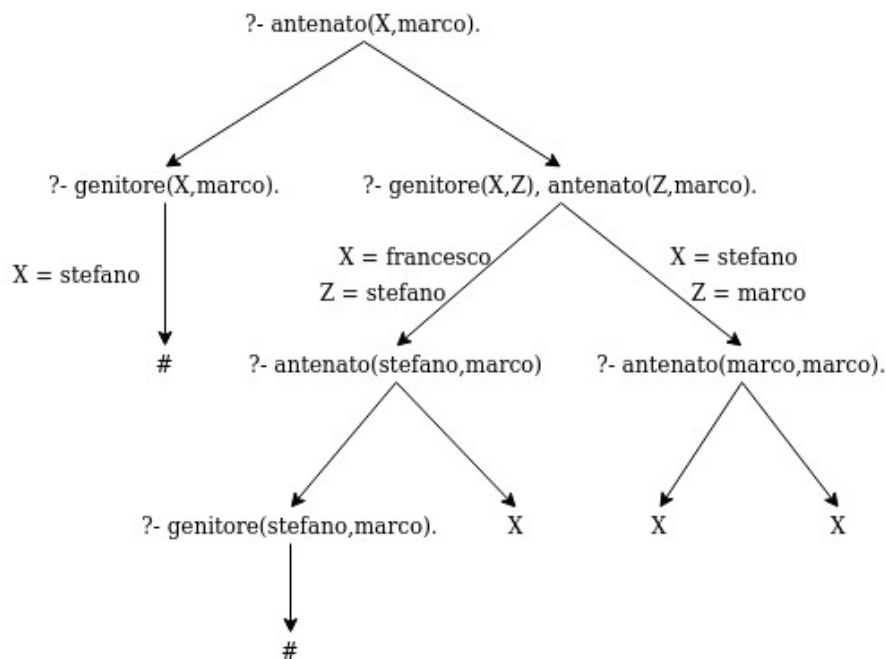 ?- antenato(X,marco).
?- genitore(X,marco).
?- genitore(X,Z), antenato(Z,marco).
X = stefano
X = francesco
Z = stefano
X = stefano
Z = marco
#
?- antenato(stefano,marco)
?- antenato(marco,marco).
?- genitore(stefano,marco).
X
X
X
#